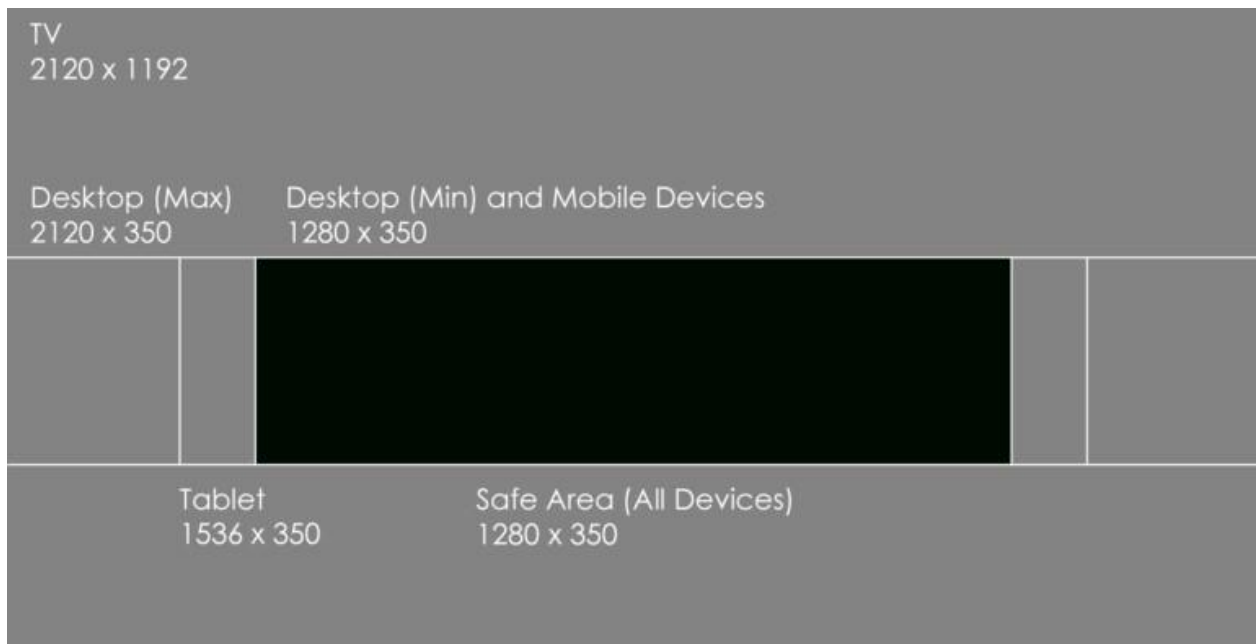 TV
2120 x 1192
Desktop (Max)
2120 x 350
Desktop (Min) and Mobile Devices
1280 x 350
Tablet
1536 x 350
Safe Area (All Devices)
1280 x 350